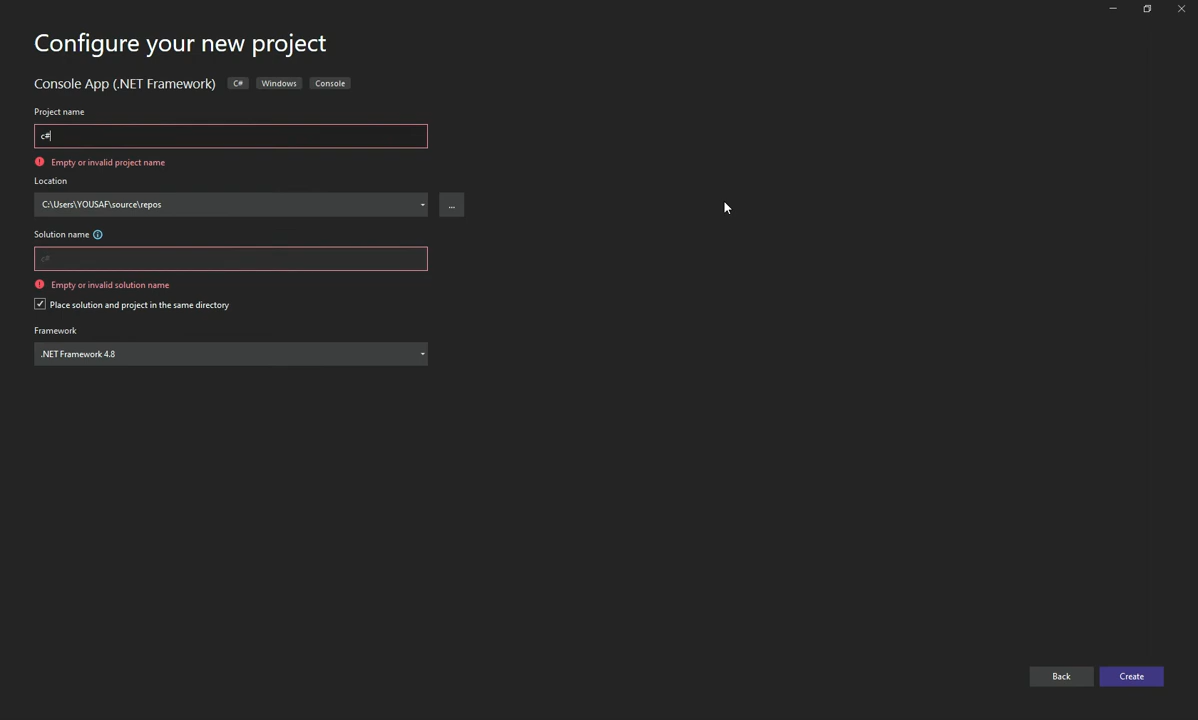 Configure your new project
Console App (.NET Framework) C# Windows Console
Project name
c#
Empty or invalid project name
Location
C:\Users\YOUSAF\source\repos
...
Solution name
c#
Empty or invalid solution name
Place solution and project in the same directory
Framework
.NET Framework 4.8
Back Create